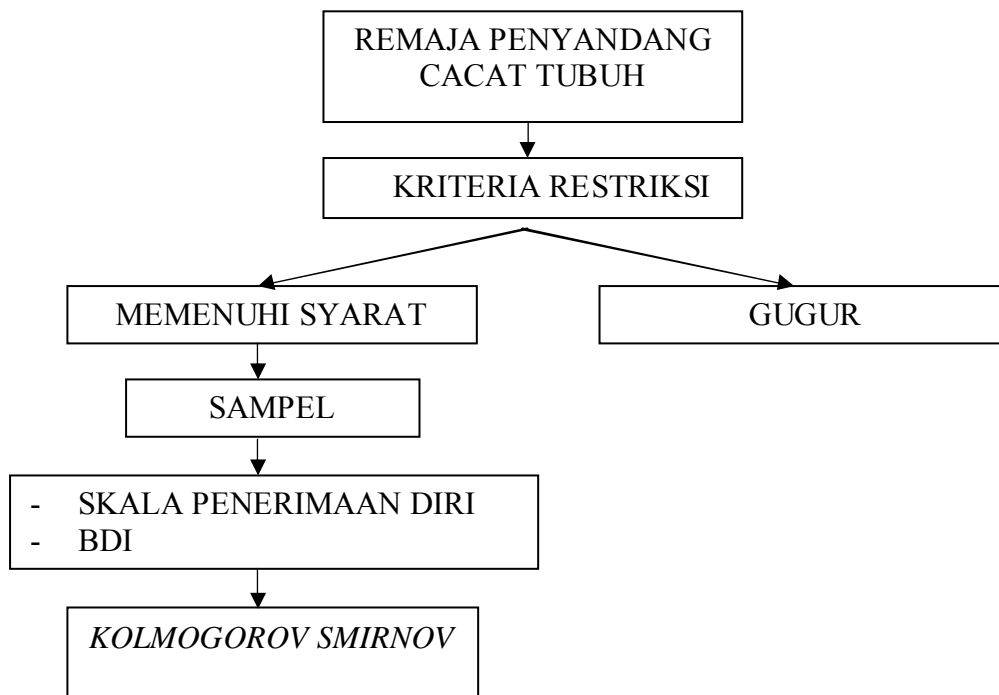 REMAJA PENYANDANG
CACAT TUBUH
KRITERIA RESTRIKSI
MEMENUHI SYARAT
GUGUR
SAMPEL
- SKALA PENERIMAAN DIRI
- BDI
KOLMOGOROV SMIRNOV